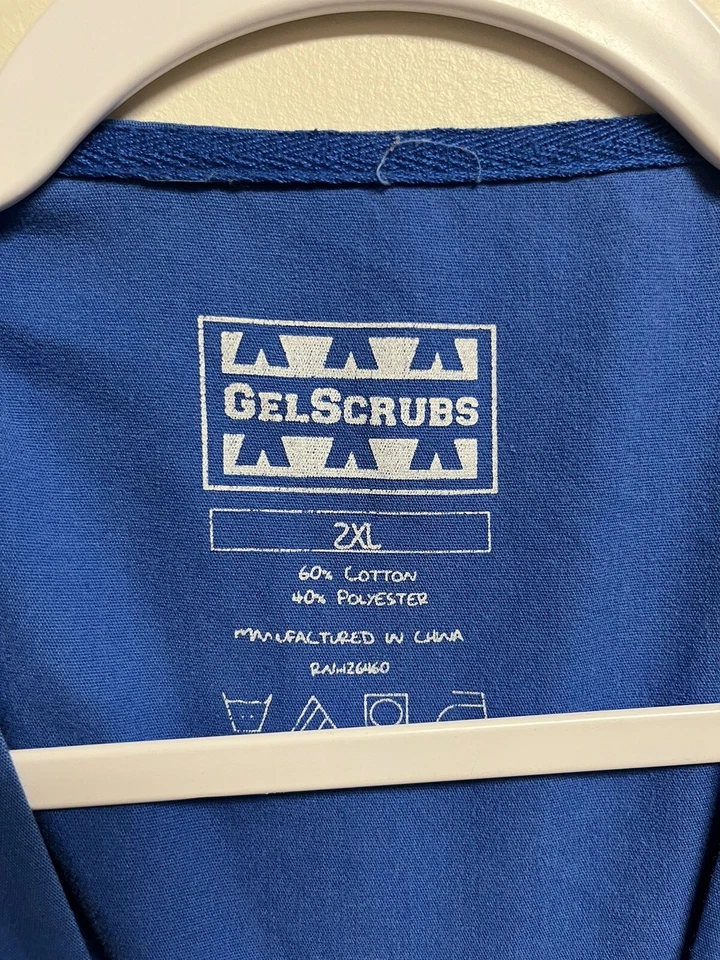 GELSCRUBS
2XL
60% COTTON
40% POLYESTER
MANUFACTURED IN CHINA
RN#126460